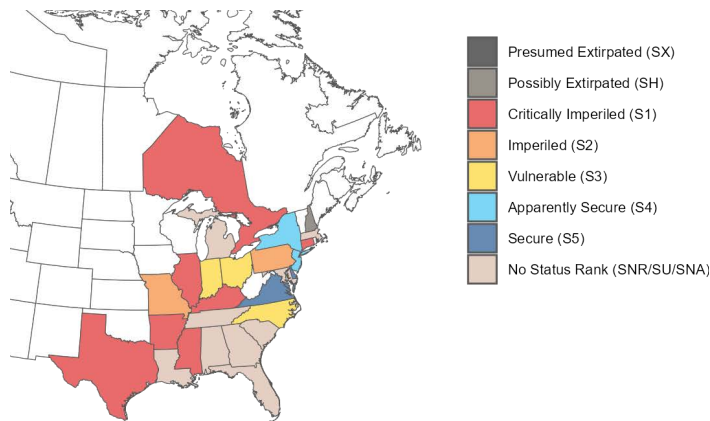 Presumed Extirpated (SX)
Possibly Extirpated (SH)
Critically Imperiled (S1)
Imperiled (S2)
Vulnerable (S3)
Apparently Secure (S4)
Secure (S5)
No Status Rank (SNR/SU/SNA)